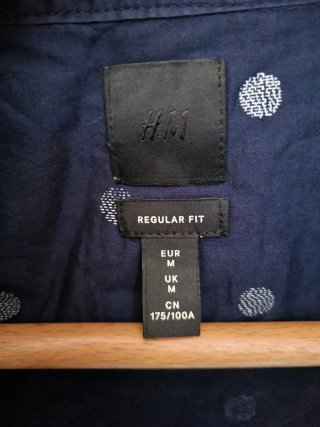 H&M
REGULAR FIT
EUR
M
UK
M
CN
175/100A